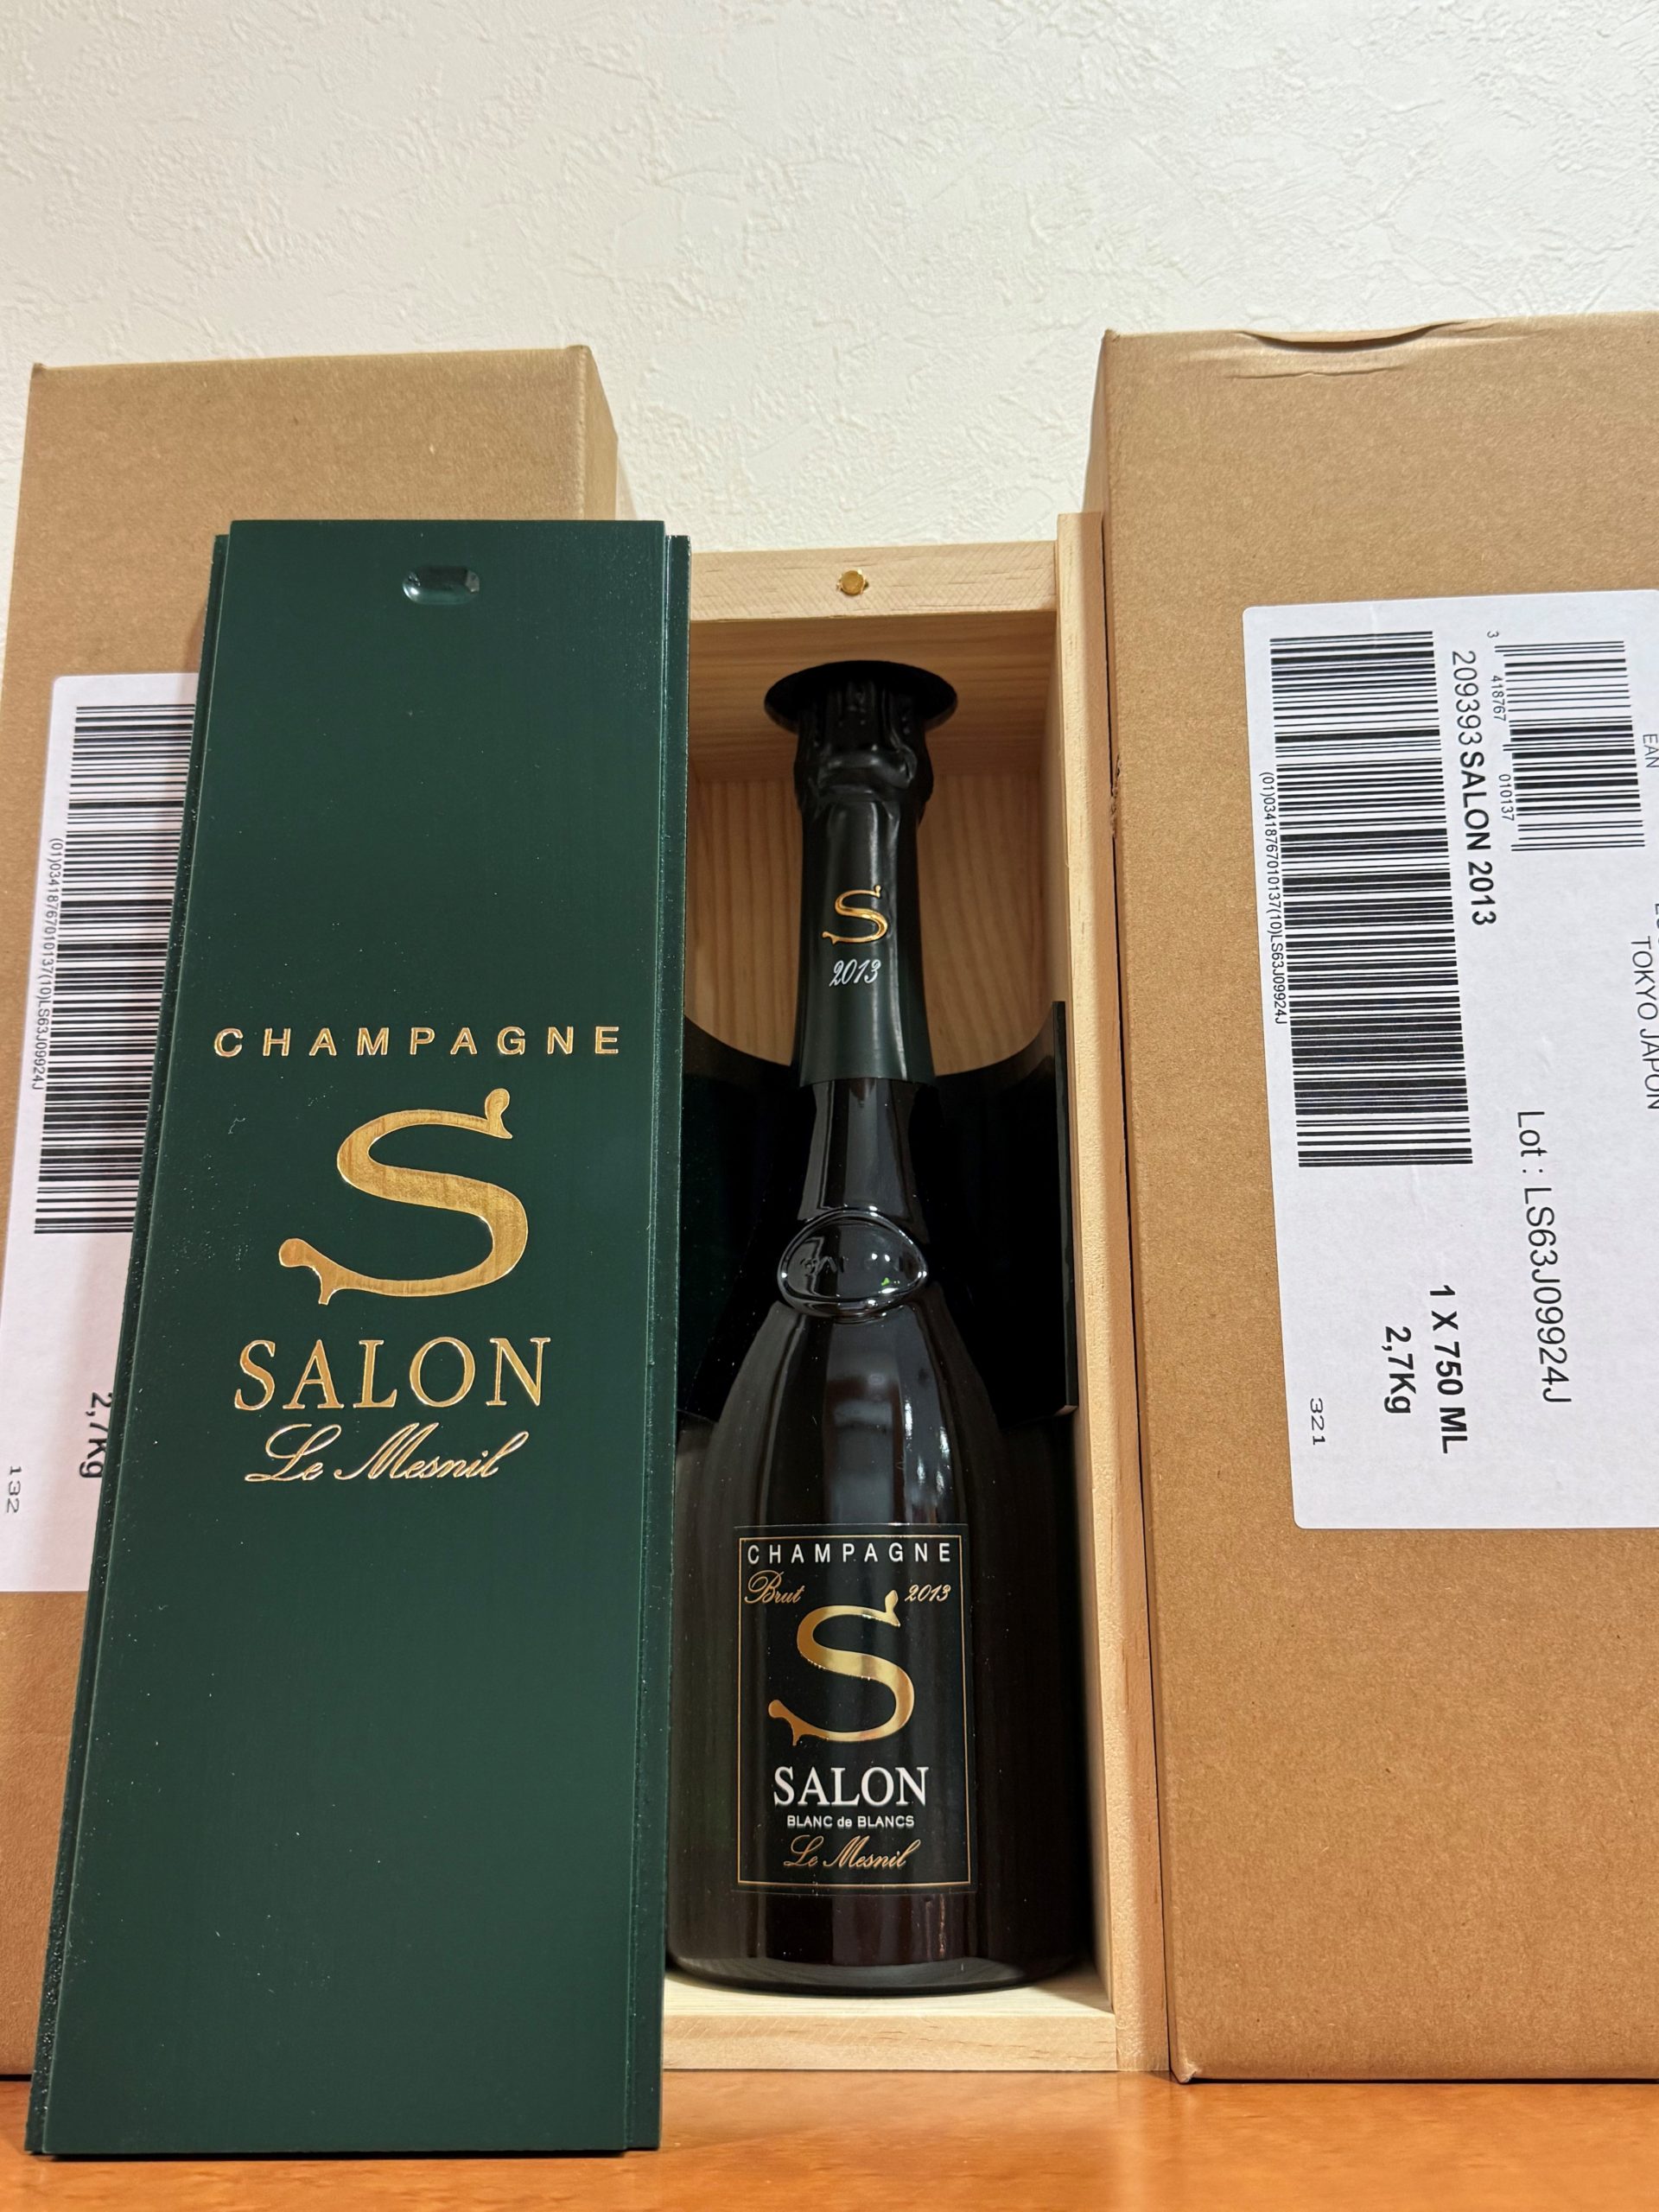 (01)03418767010137(10)LS63J09924J
2,7Kg
132
CHAMPAGNE
S
SALON
Le Mesnil
S
2013
CHAMPAGNE
Brut 2013
S
SALON
BLANC de BLANCS
Le Mesnil
EAN
3 418767 010137
209393 SALON 2013
(01)03418767010137(10)LS63J09924J
TOKYO JAPON
Lot : LS63J09924J
1 X 750 ML
2,7Kg
321